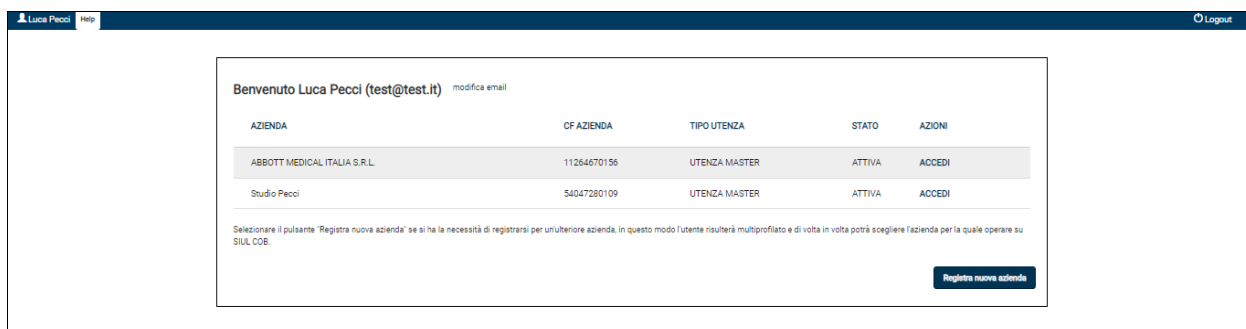 Luca Pecci Help Logout
Benvenuto Luca Pecci (test@test.it) modifica email
AZIENDA CF AZIENDA TIPO UTENZA STATO AZIONI
ABBOTT MEDICAL ITALIA S.R.L. 11264670156 UTENZA MASTER ATTIVA ACCEDI
Studio Pecci 54047280109 UTENZA MASTER ATTIVA ACCEDI
Selezionare il pulsante "Registra nuova azienda" se si ha la necessità di registrarsi per un'ulteriore azienda, in questo modo l'utente risulterà multiprofilato e di volta in volta potrà scegliere l'azienda per la quale operare su
SIUL COB.
Registra nuova azienda